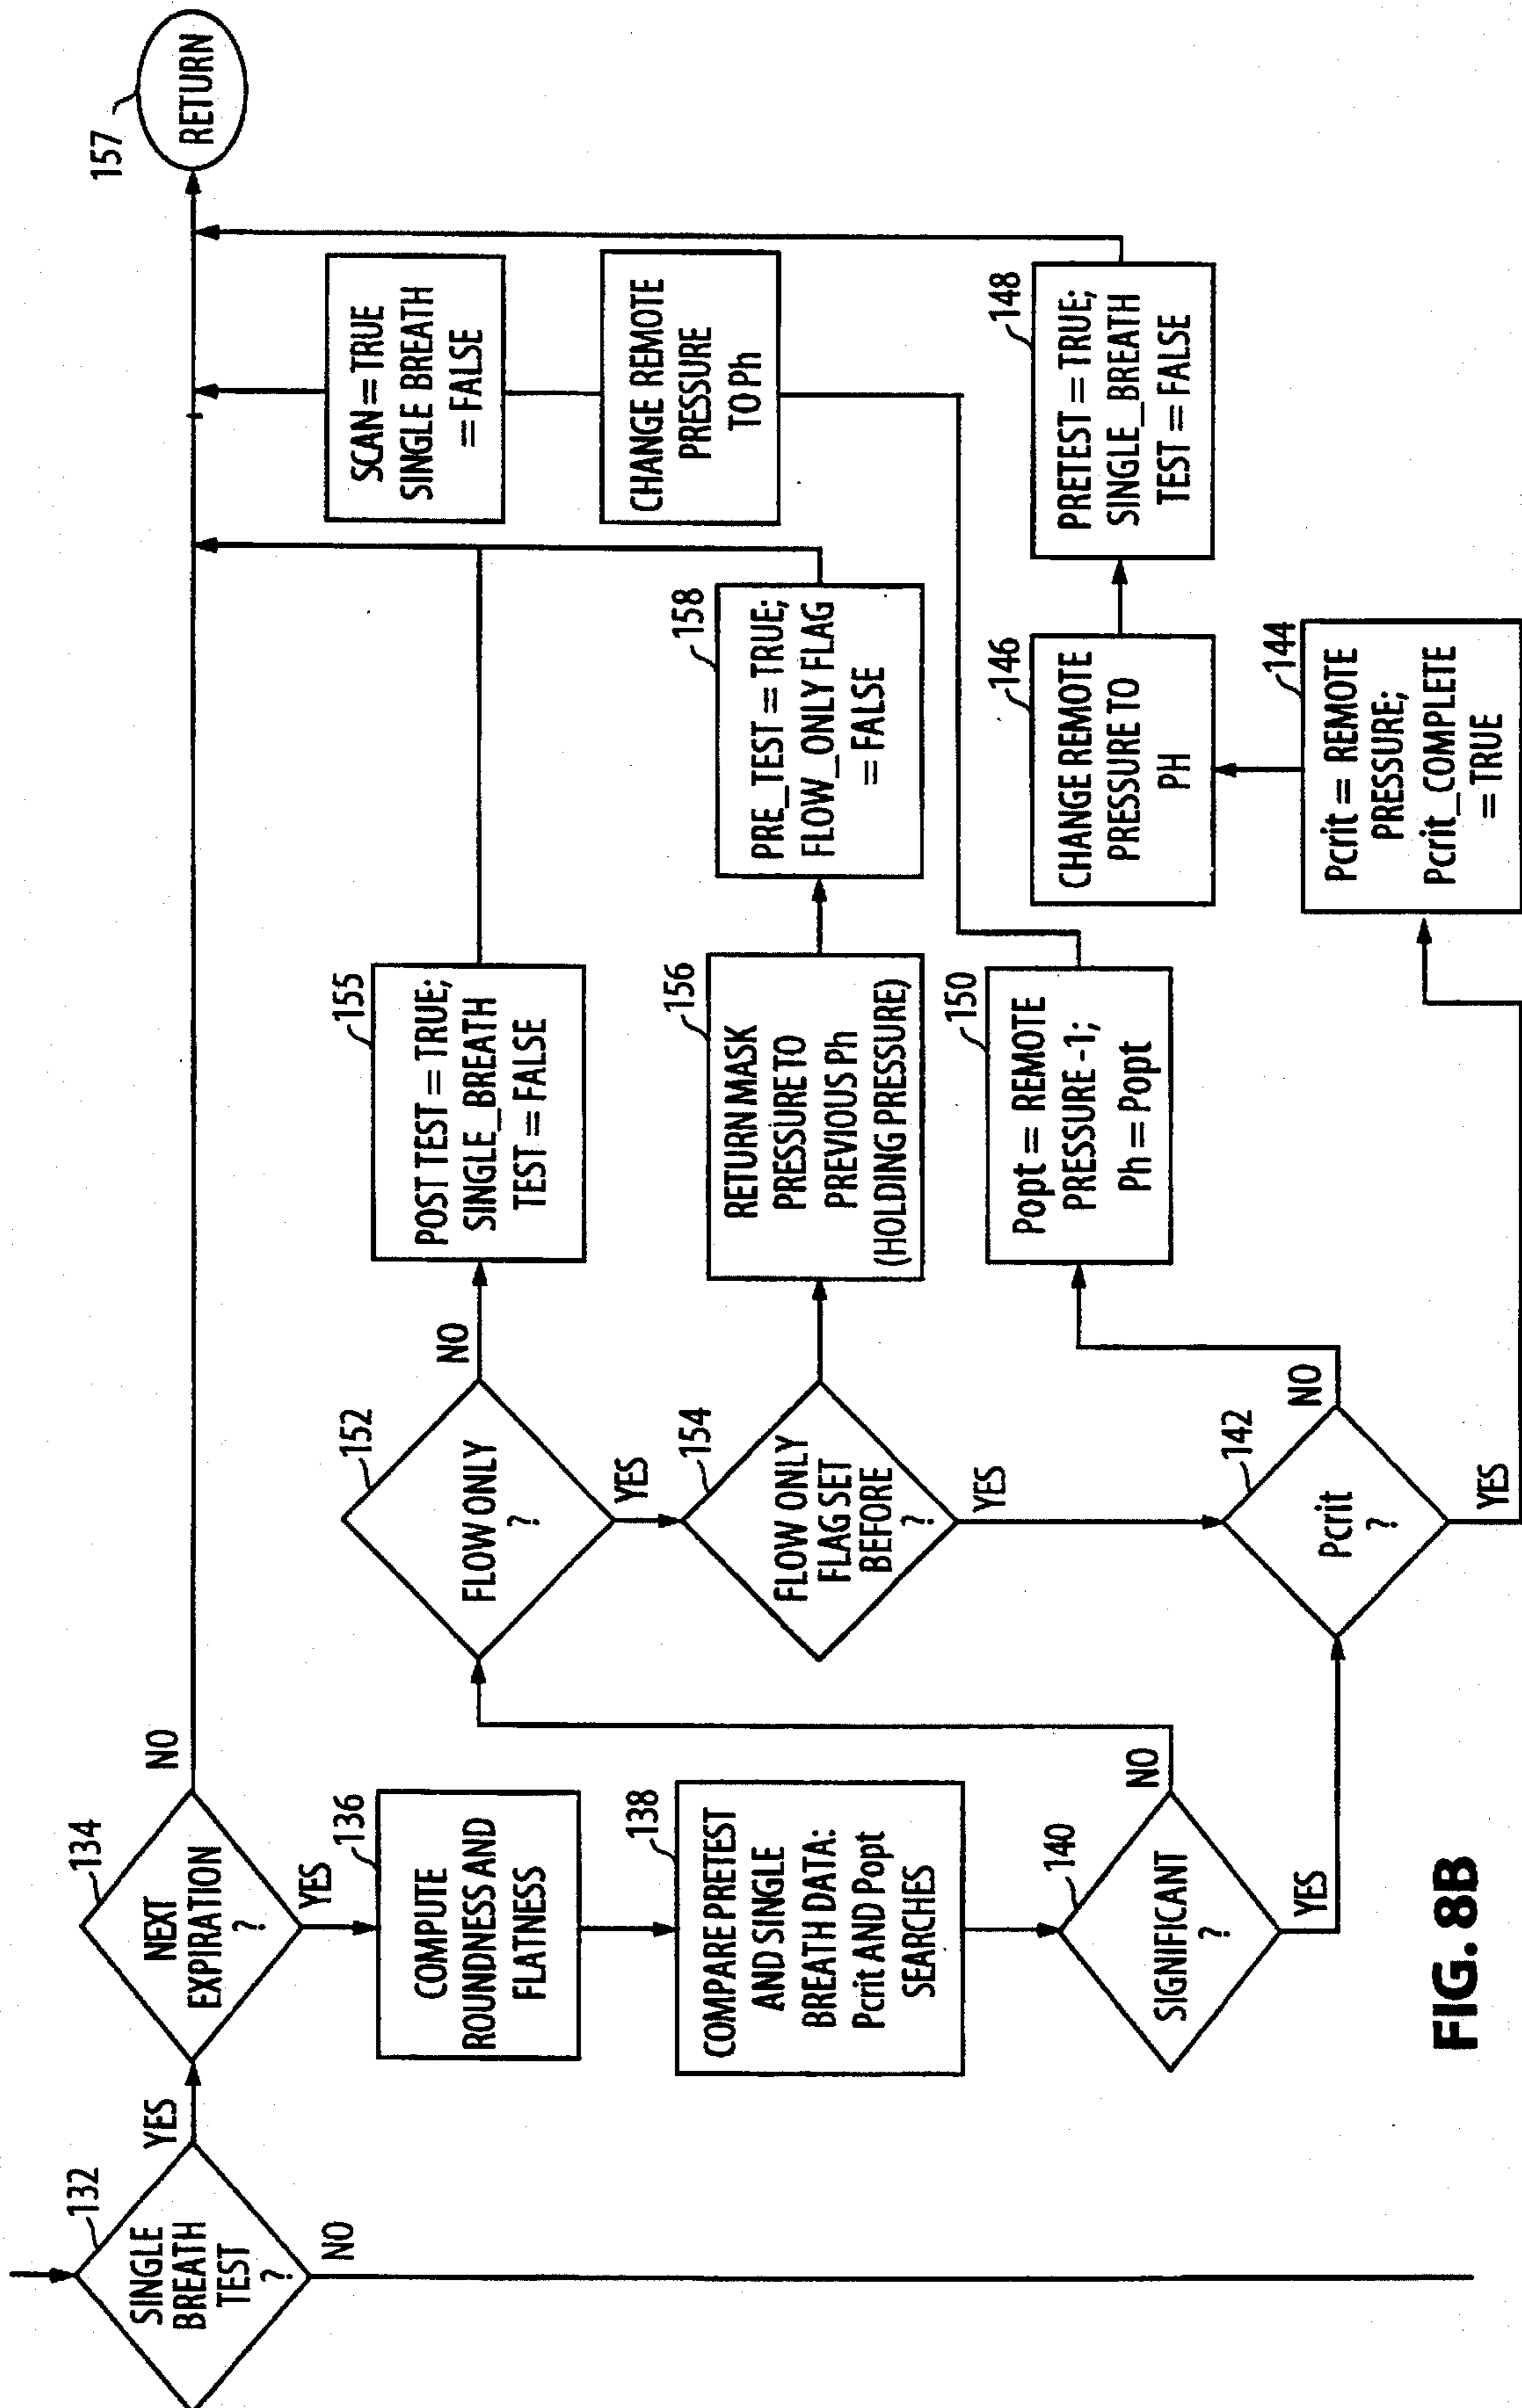 SINGLE
BREATH
TEST
?
132
YES
NO
NEXT
EXPIRATION
?
134
NO
YES
157
RETURN
COMPUTE
ROUNDNESS AND
FLATNESS
136
COMPARE PRETEST
AND SINGLE
BREATH DATA:
Pcrit AND Popt
SEARCHES
138
SIGNIFICANT
?
140
NO
YES
FLOW ONLY
?
152
NO
YES
POST TEST = TRUE;
SINGLE_BREATH
TEST = FALSE
155
FLOW ONLY
FLAG SET
BEFORE
?
154
YES
RETURN MASK
PRESSURE TO
PREVIOUS Ph
(HOLDING PRESSURE)
156
PRE_TEST = TRUE;
FLOW_ONLY FLAG
= FALSE
158
Pcrit
?
142
NO
YES
Popt = REMOTE
PRESSURE -1;
Ph = Popt
150
CHANGE REMOTE
PRESSURE
TO Ph
SCAN = TRUE
SINGLE BREATH
= FALSE
Pcrit = REMOTE
PRESSURE;
Pcrit_COMPLETE
= TRUE
144
CHANGE REMOTE
PRESSURE TO
PH
146
PRETEST = TRUE;
SINGLE_BREATH
TEST = FALSE
148
FIG. 8B